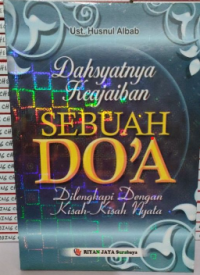 Ust. Husnul Albab
Dahsyatnya
Keajaiban
SEBUAH
DO'A
Dilengkapi Dengan
Kisah-Kisah Nyata
RIYAN JAYA Surabaya